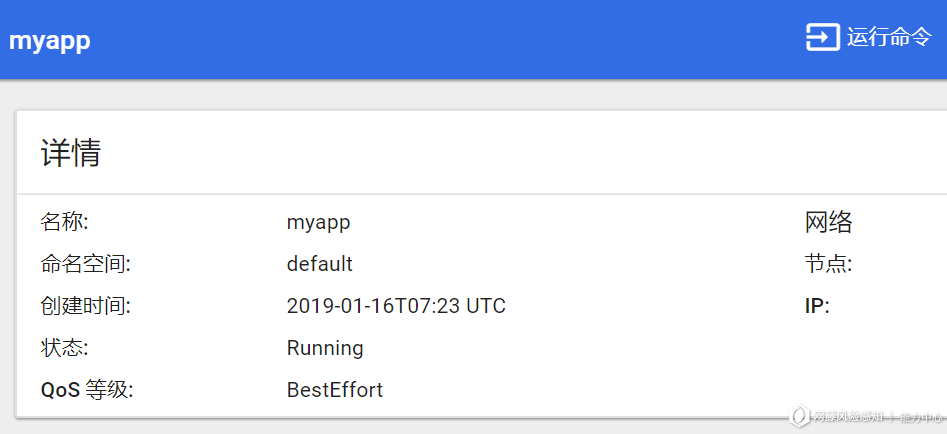 myapp
运行命令
详情
名称: myapp
命名空间: default
创建时间: 2019-01-16T07:23 UTC
状态: Running
QoS 等级: BestEffort
网络
节点:
IP:
网藤风险感知 | 能力中心